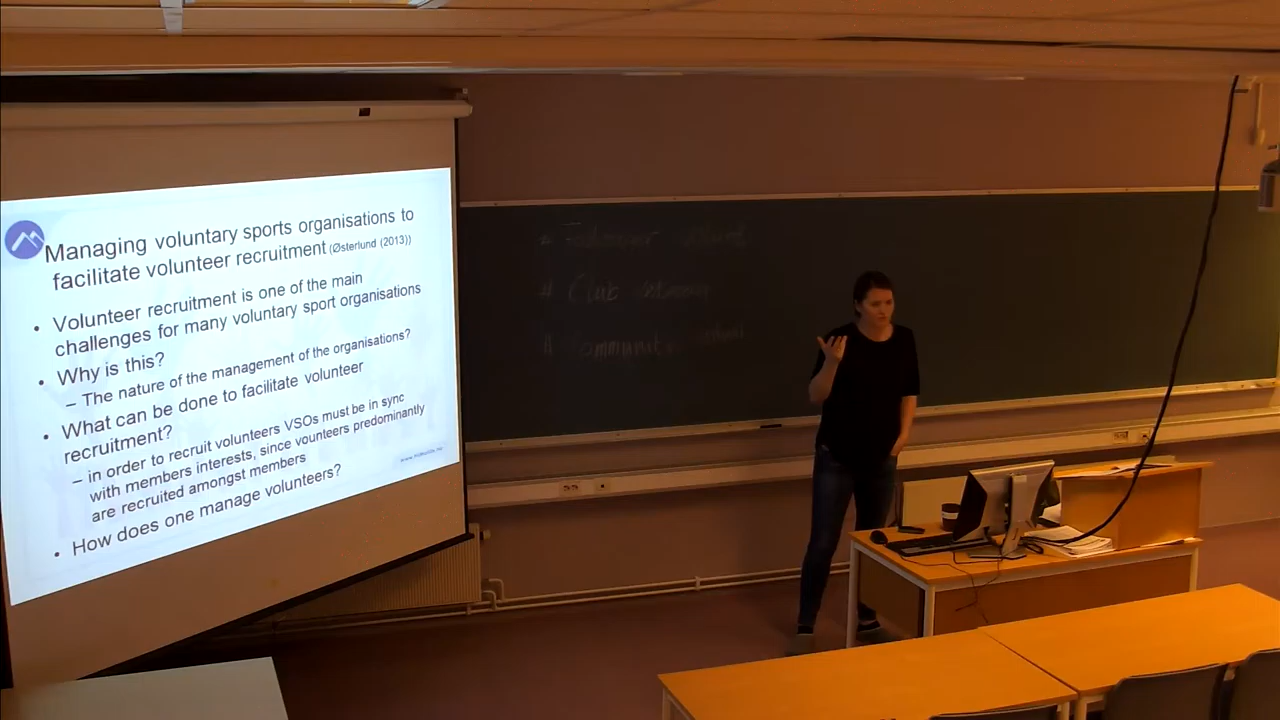 Managing voluntary sports organisations to
facilitate volunteer recruitment (Østerlund (2013))
• Volunteer recruitment is one of the main
challenges for many voluntary sport organisations
• Why is this?
– The nature of the management of the organisations?
• What can be done to facilitate volunteer
recruitment?
– in order to recruit volunteers VSOs must be in sync
with members interests, since vounteers predominantly
are recruited amongst members
• How does one manage volunteers?
# Club
# Community